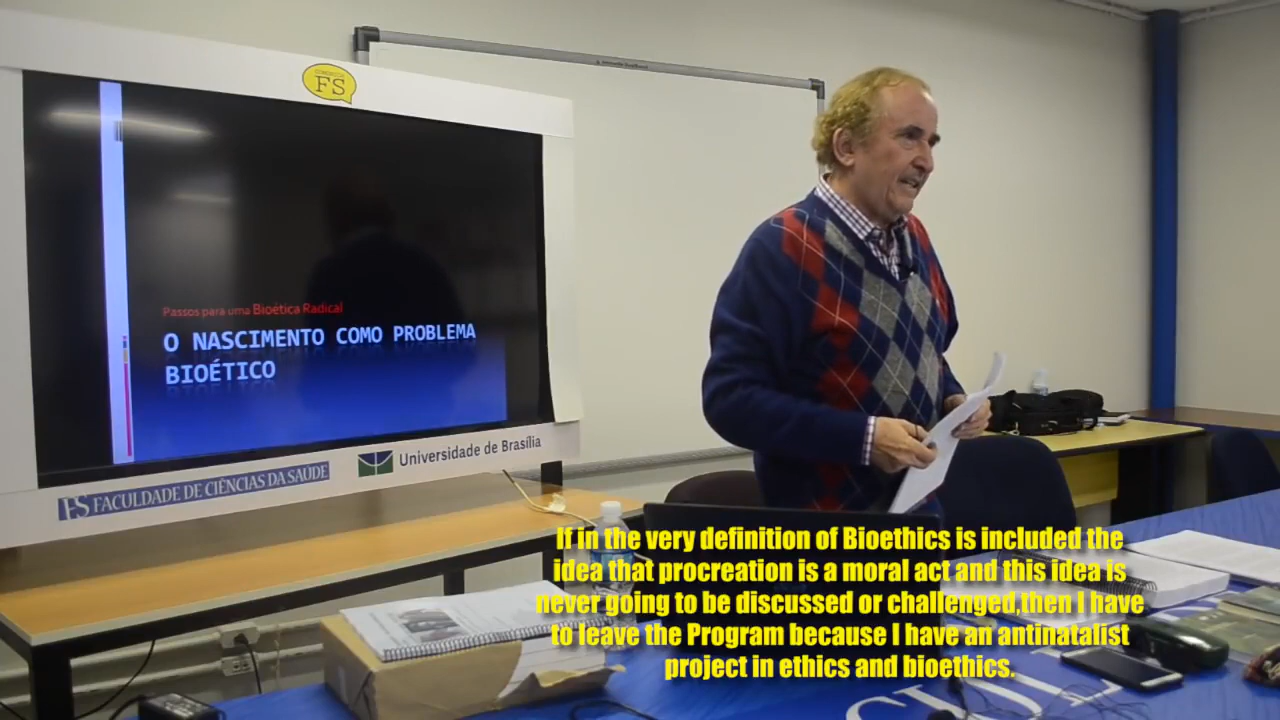 FS
Passos para uma Bioética Radical
O NASCIMENTO COMO PROBLEMA
BIOÉTICO
FS FACULDADE DE CIÊNCIAS DA SAÚDE
Universidade de Brasília
If in the very definition of Bioethics is included the
idea that procreation is a moral act and this idea is
never going to be discussed or challenged,then I have
to leave the Program because I have an antinatalist
project in ethics and bioethics.